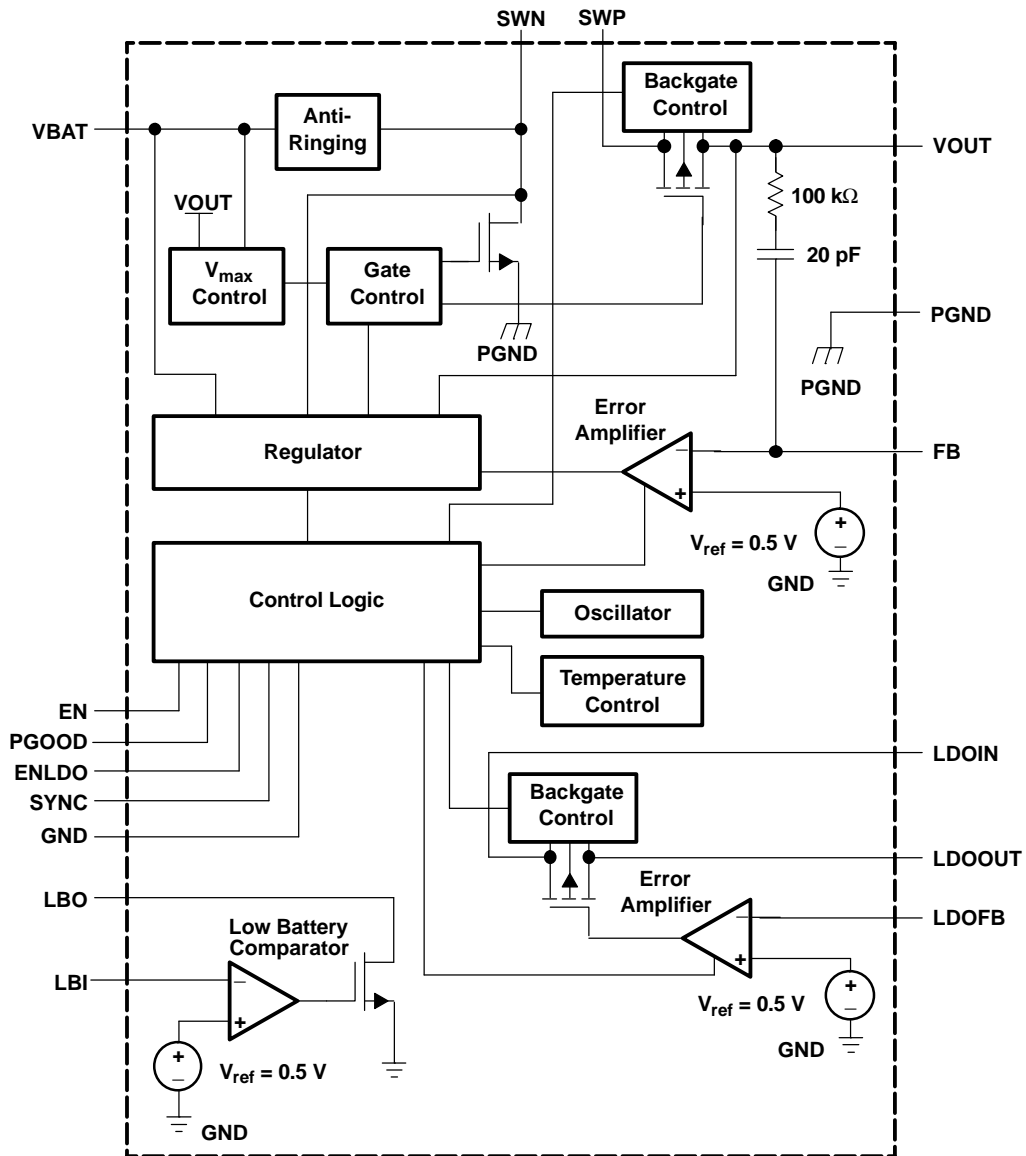 SWN
SWP
Backgate
Control
Anti-
Ringing
VBAT
VOUT
VOUT
100 kΩ
20 pF
Vmax
Control
Gate
Control
PGND
PGND
PGND
Error
Amplifier
Regulator
−
FB
+
Vref = 0.5 V
+
−
GND
Control Logic
Oscillator
Temperature
Control
EN
PGOOD
ENLDO
SYNC
GND
LDOIN
Backgate
Control
LDOOUT
Error
Amplifier
−
LDOFB
+
Vref = 0.5 V
+
−
GND
LBO
Low Battery
Comparator
LBI
−
+
+
−
Vref = 0.5 V
GND